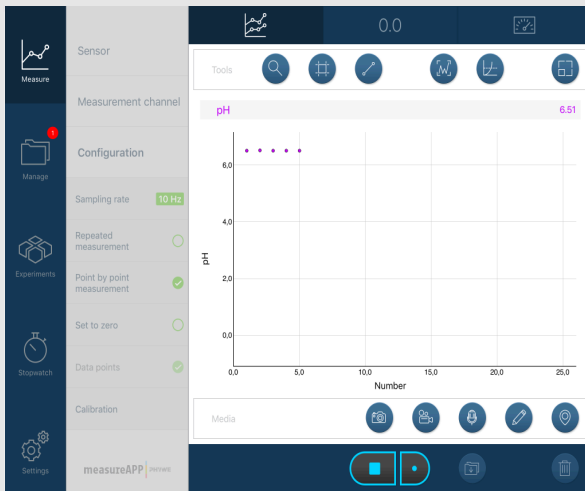 0.0
Measure
Sensor
Measurement channel
Configuration
Sampling rate 10 Hz
Repeated
measurement
Point by point
measurement
Set to zero
Data points
Calibration
1
Manage
Experiments
Stopwatch
Settings
measureAPP PHYWE
Tools
pH 6.51
6,0
4,0
2,0
0,0
pH
0,0 5,0 10,0 15,0 20,0 25,0
Number
Media